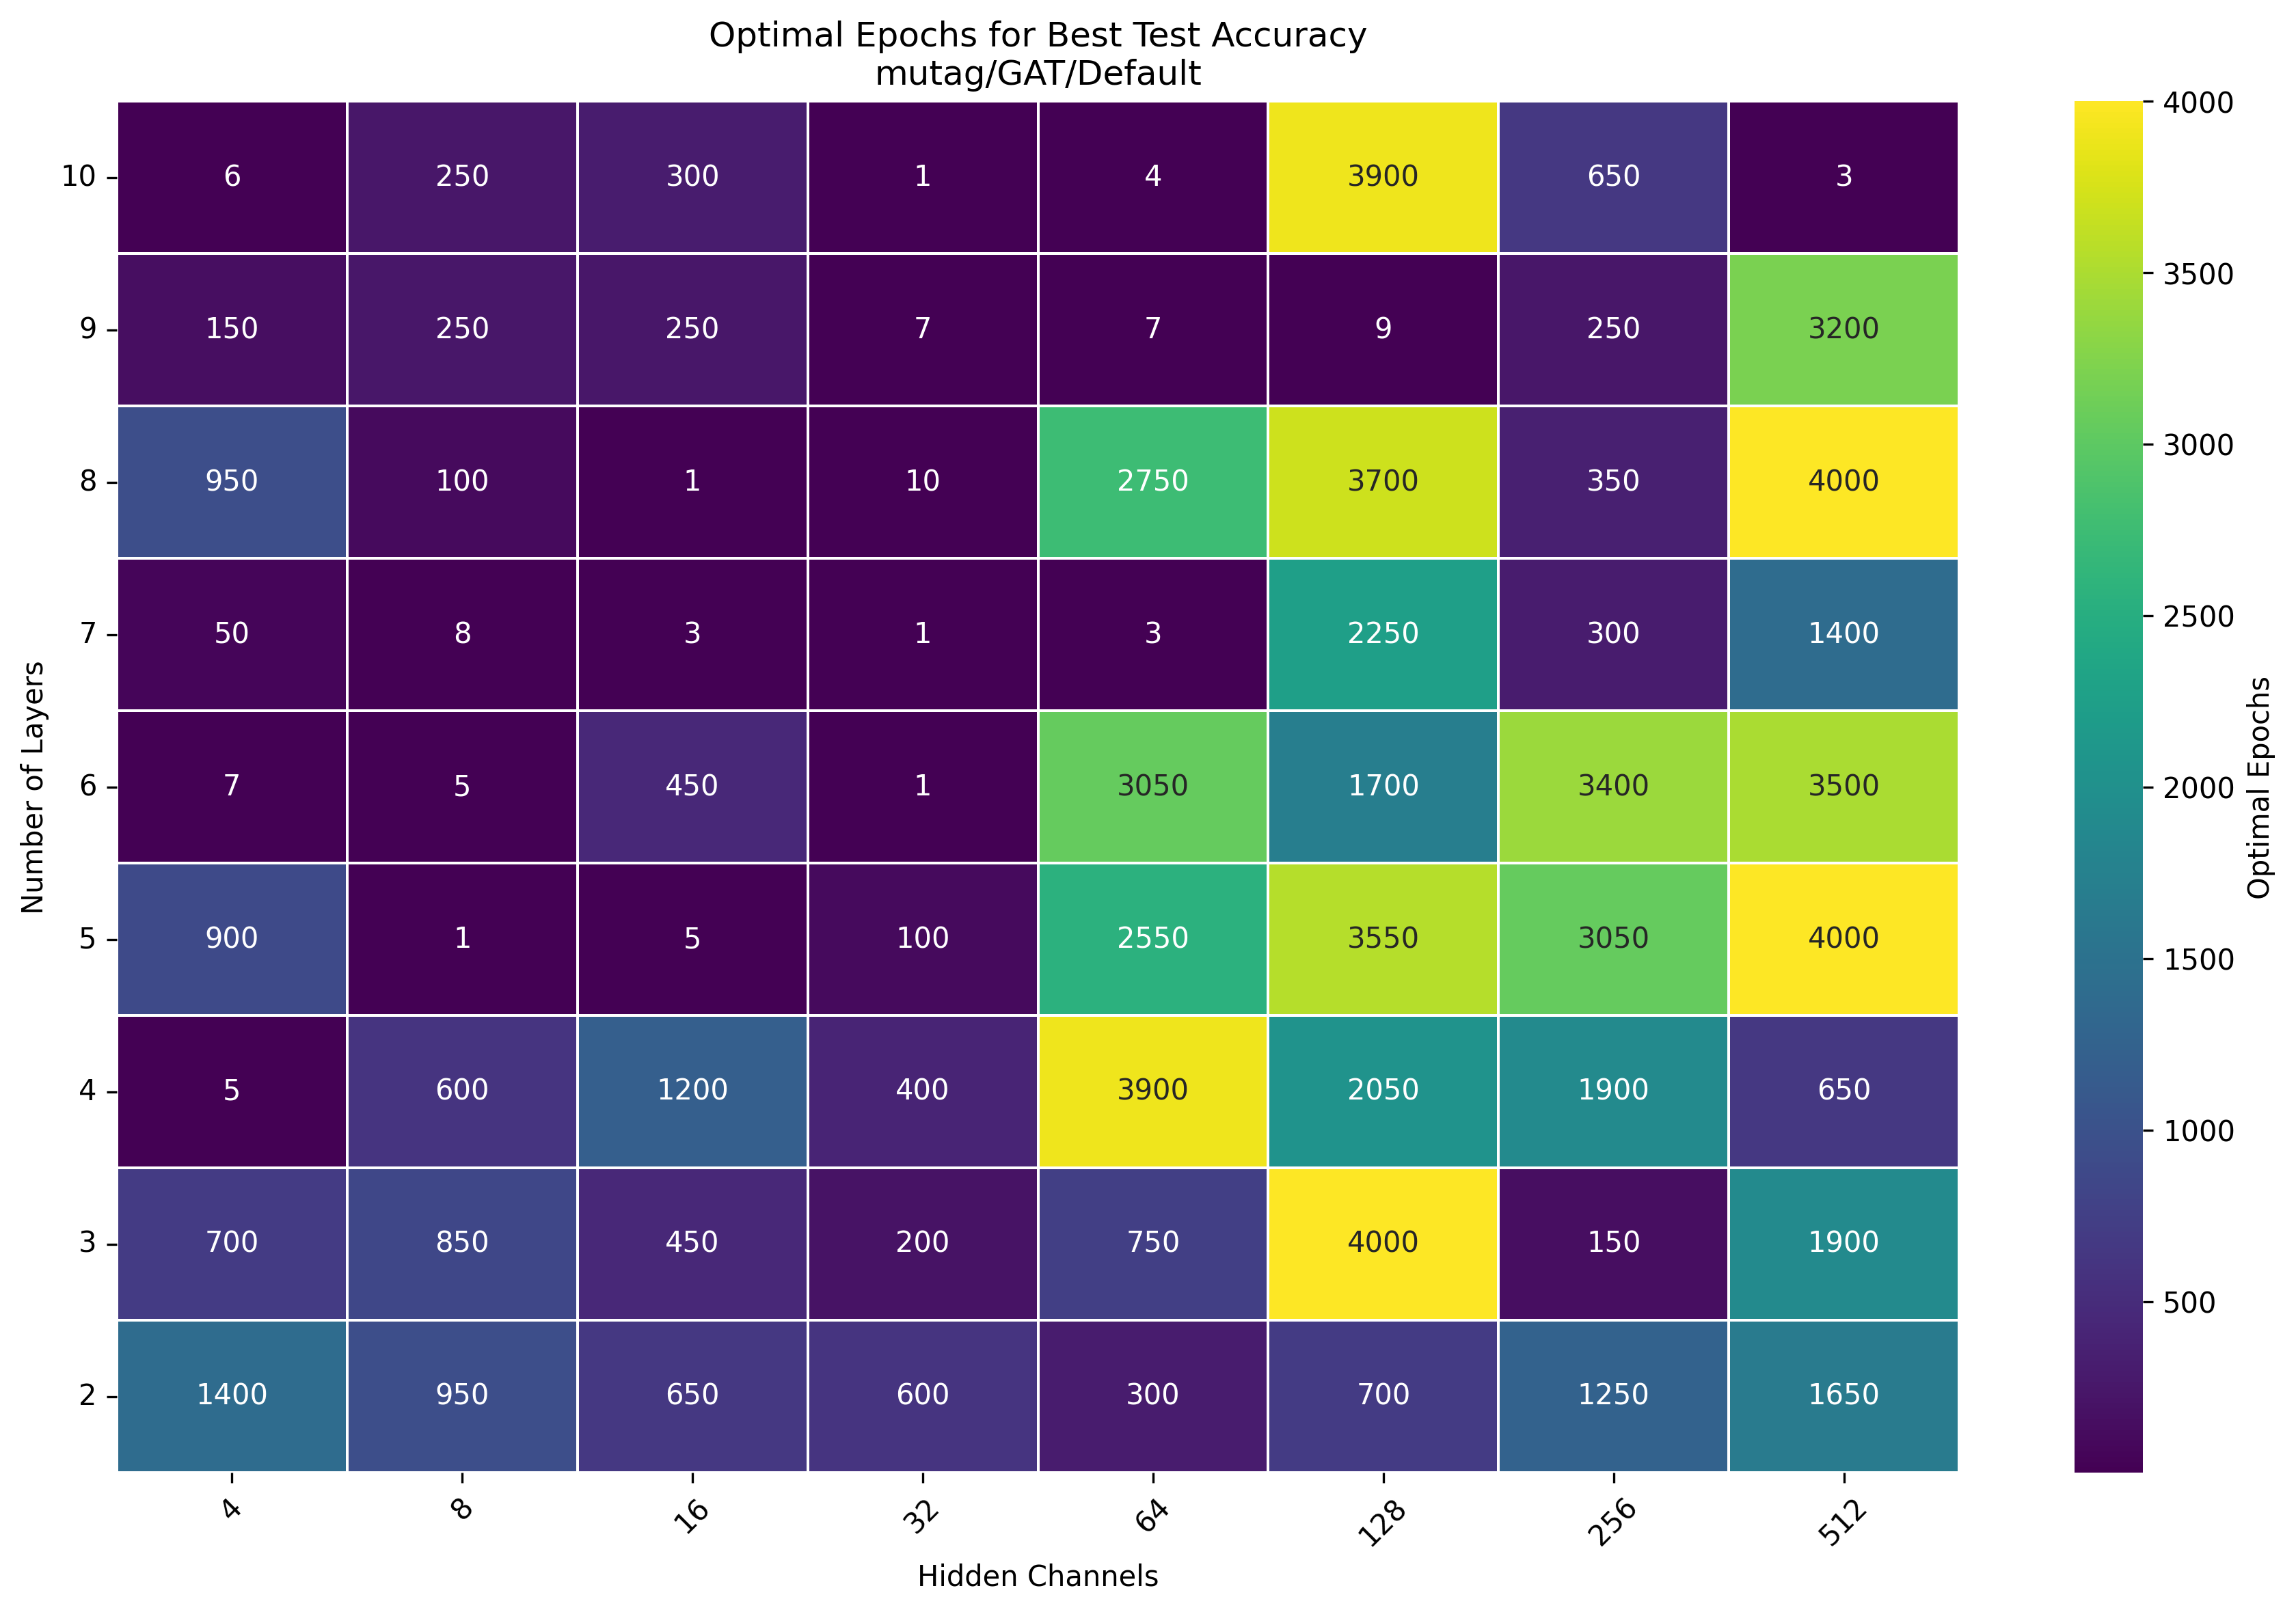 Optimal Epochs for Best Test Accuracy
mutag/GAT/Default
10 6 250 300 1 4 3900 650 3
9 150 250 250 7 7 9 250 3200
8 950 100 1 10 2750 3700 350 4000
7 50 8 3 1 3 2250 300 1400
6 7 5 450 1 3050 1700 3400 3500
5 900 1 5 100 2550 3550 3050 4000
4 5 600 1200 400 3900 2050 1900 650
3 700 850 450 200 750 4000 150 1900
2 1400 950 650 600 300 700 1250 1650
4 8 16 32 64 128 256 512
Hidden Channels
Number of Layers
4000
3500
3000
2500
2000
1500
1000
500
Optimal Epochs